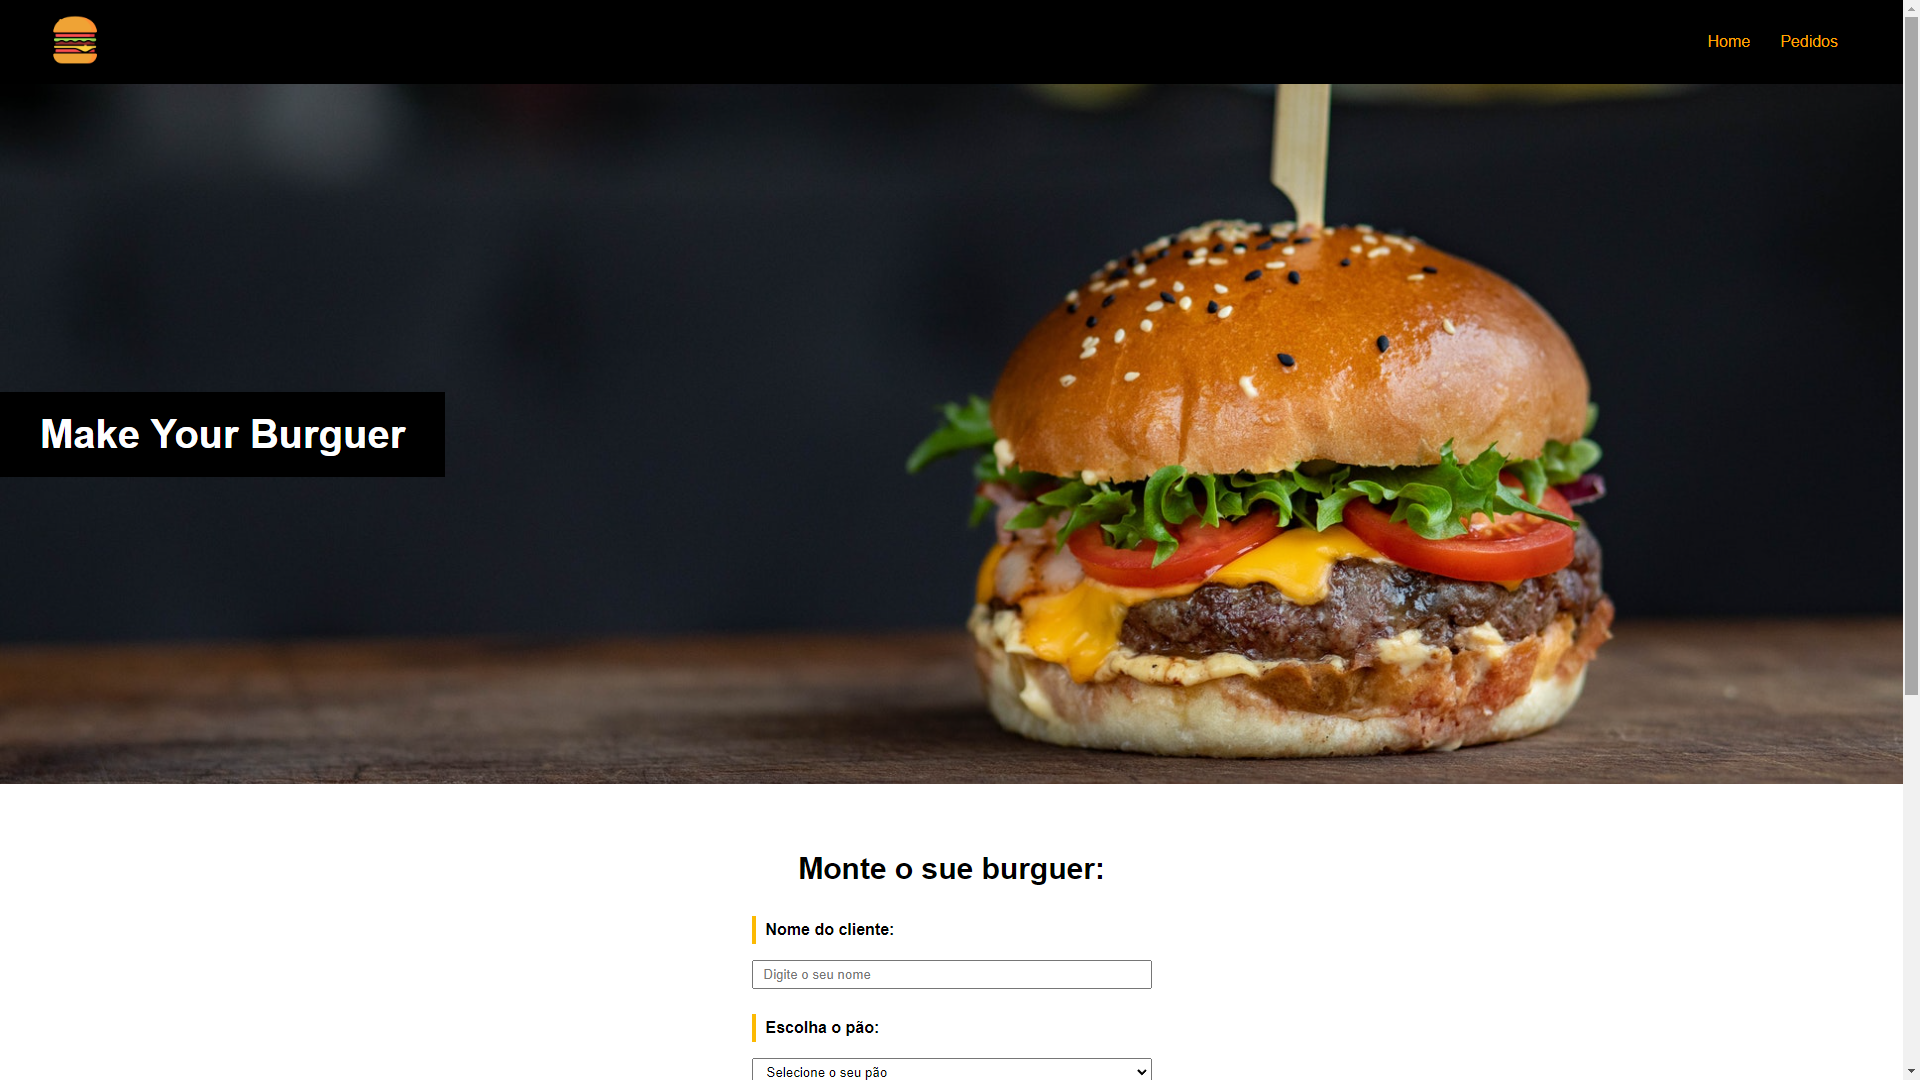 Home Pedidos
Make Your Burguer
Monte o sue burguer:
Nome do cliente:
Digite o seu nome
Escolha o pão:
Selecione o seu pão